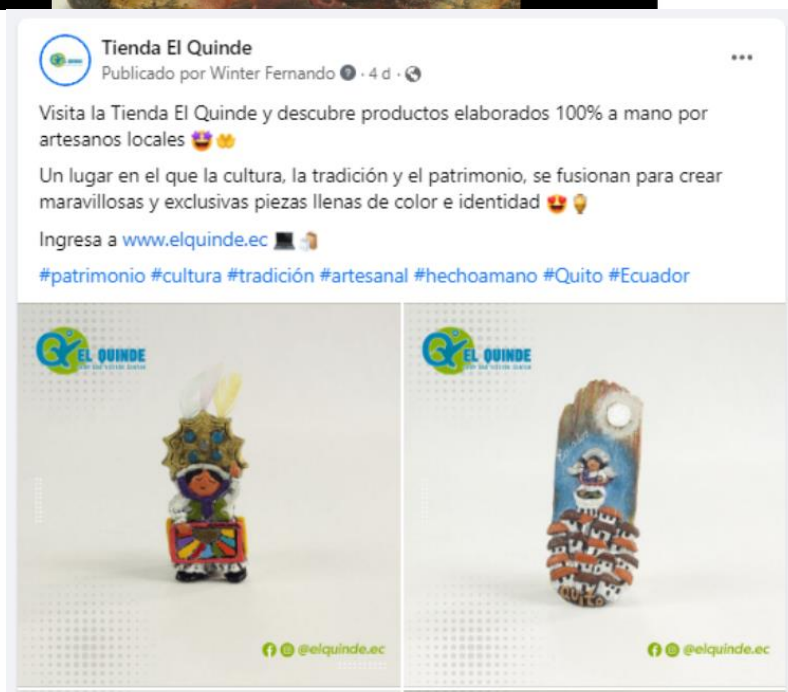 Tienda El Quinde
Publicado por Winter Fernando · 4 d ·
Visita la Tienda El Quinde y descubre productos elaborados 100% a mano por
artesanos locales 🤩🤲
Un lugar en el que la cultura, la tradición y el patrimonio, se fusionan para crear
maravillosas y exclusivas piezas llenas de color e identidad 😍🪞
Ingresa a www.elquinde.ec 💻
#patrimonio #cultura #tradición #artesanal #hechoamano #Quito #Ecuador
EL QUINDE
@elquinde.ec
EL QUINDE
Quito
@elquinde.ec